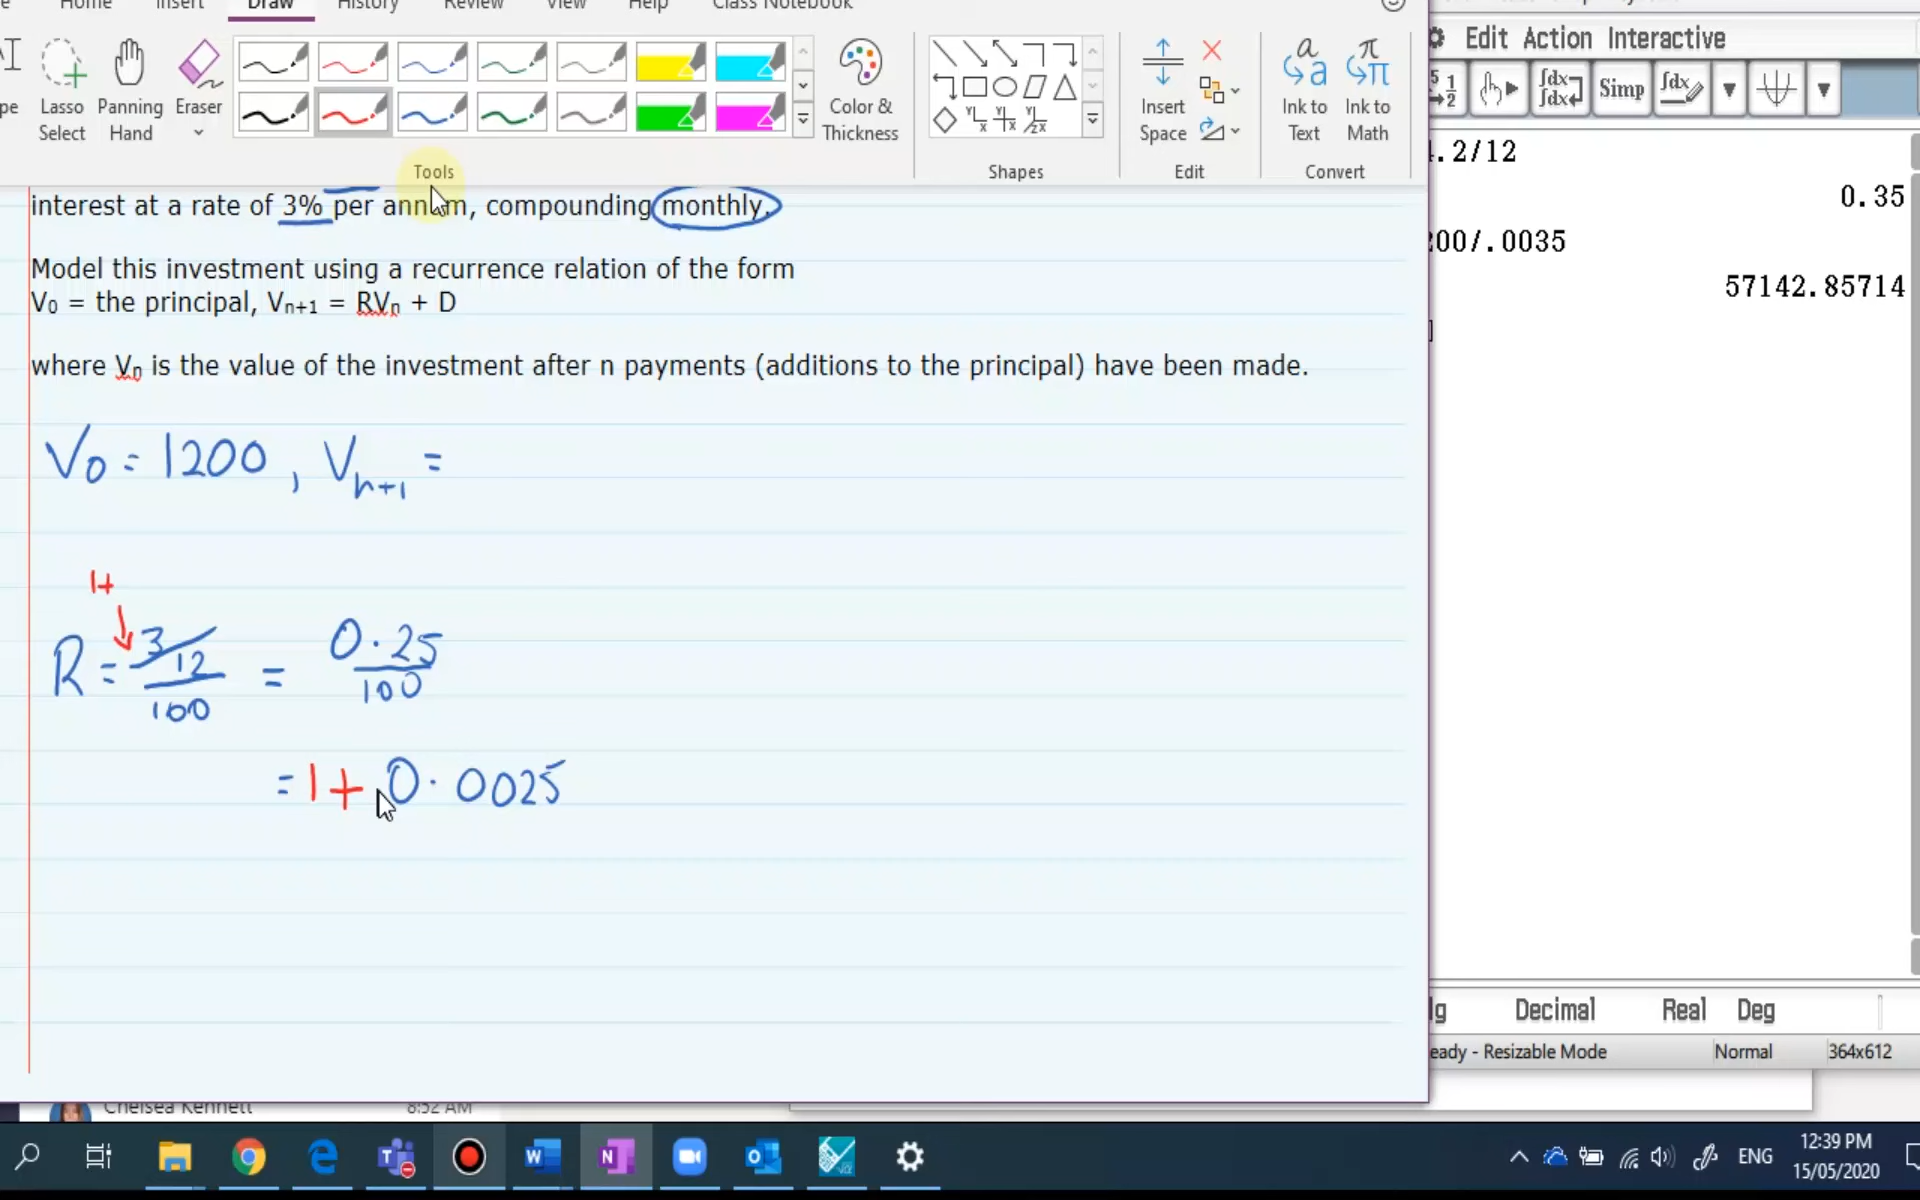 Home Insert Draw History Review View Help Class Notebook
Lasso Select
Panning Hand
Eraser
Color & Thickness
Insert Space
Ink to Text
Ink to Math
Tools Shapes Edit Convert
interest at a rate of 3% per annum, compounding monthly.
Model this investment using a recurrence relation of the form
V₀ = the principal, Vₙ₊₁ = RVₙ + D
where Vₙ is the value of the investment after n payments (additions to the principal) have been made.
V₀ = 1200, Vₙ₊₁ =
1+
R = 3/12/100 = 0.25/100
= 1 + 0.0025
Edit Action Interactive
Simp
.2/12
0.35
00/.0035
57142.85714
Decimal Real Deg
- Resizable Mode Normal 364x612
Chelsea Kennett 8:52 AM
ENG 12:39 PM
15/05/2020